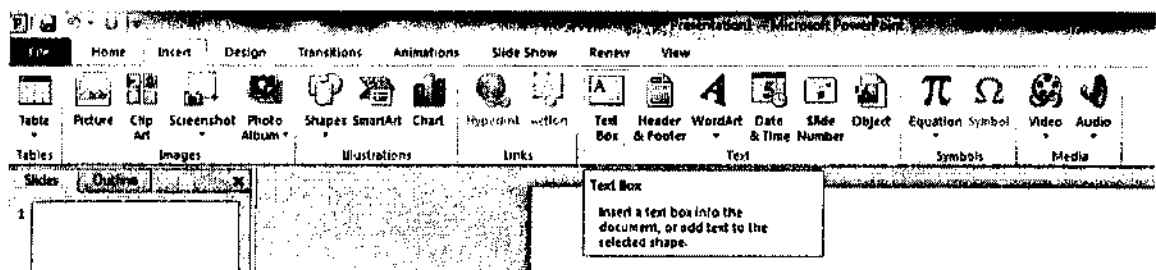 Presentation1 - Microsoft PowerPoint
File Home Insert Design Transitions Animations Slide Show Review View
Table Picture Clip Art Screenshot Photo Album Shapes SmartArt Chart Hyperlink Action Text Box Header & Footer WordArt Date & Time Slide Number Object Equation Symbol Video Audio
Tables Images Illustrations Links Text Symbols Media
Slides Outline
1
Text Box
Insert a text box into the
document, or add text to the
selected shape.